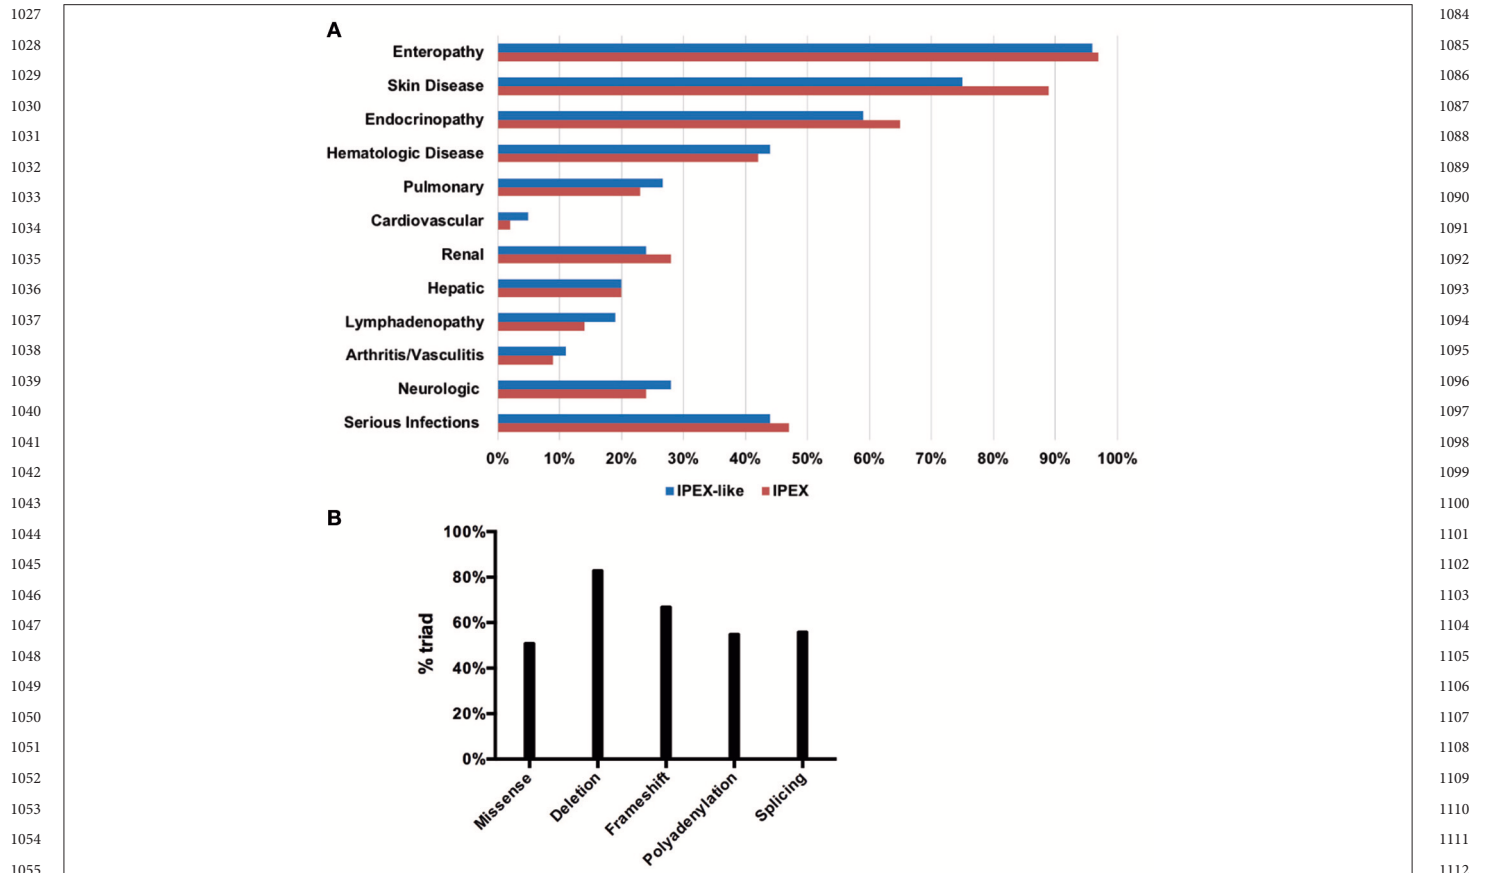 1027
1028
1029
1030
1031
1032
1033
1034
1035
1036
1037
1038
1039
1040
1041
1042
1043
1044
1045
1046
1047
1048
1049
1050
1051
1052
1053
1054
1055
A
Enteropathy
Skin Disease
Endocrinopathy
Hematologic Disease
Pulmonary
Cardiovascular
Renal
Hepatic
Lymphadenopathy
Arthritis/Vasculitis
Neurologic
Serious Infections
0% 10% 20% 30% 40% 50% 60% 70% 80% 90% 100%
IPEX-like IPEX
B
% triad
100%
80%
60%
40%
20%
0%
Missense
Deletion
Frameshift
Polyadenylation
Splicing
1084
1085
1086
1087
1088
1089
1090
1091
1092
1093
1094
1095
1096
1097
1098
1099
1100
1101
1102
1103
1104
1105
1106
1107
1108
1109
1110
1111
1112